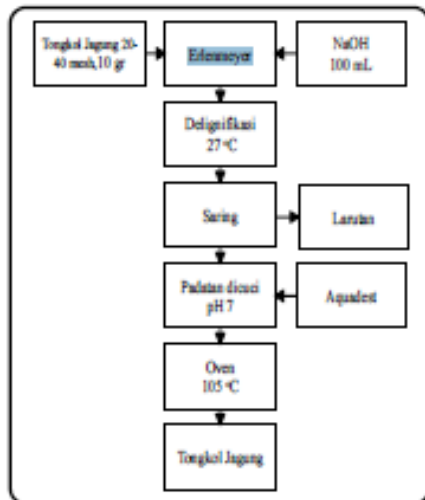 Tongkol Jagung 20-
40 mesh, 10 gr
Erlenmeyer
NaOH
100 mL
Delignifikasi
27 °C
Saring
Larutan
Padatan dicuci
pH 7
Aquadest
Oven
105 °C
Tongkol Jagung